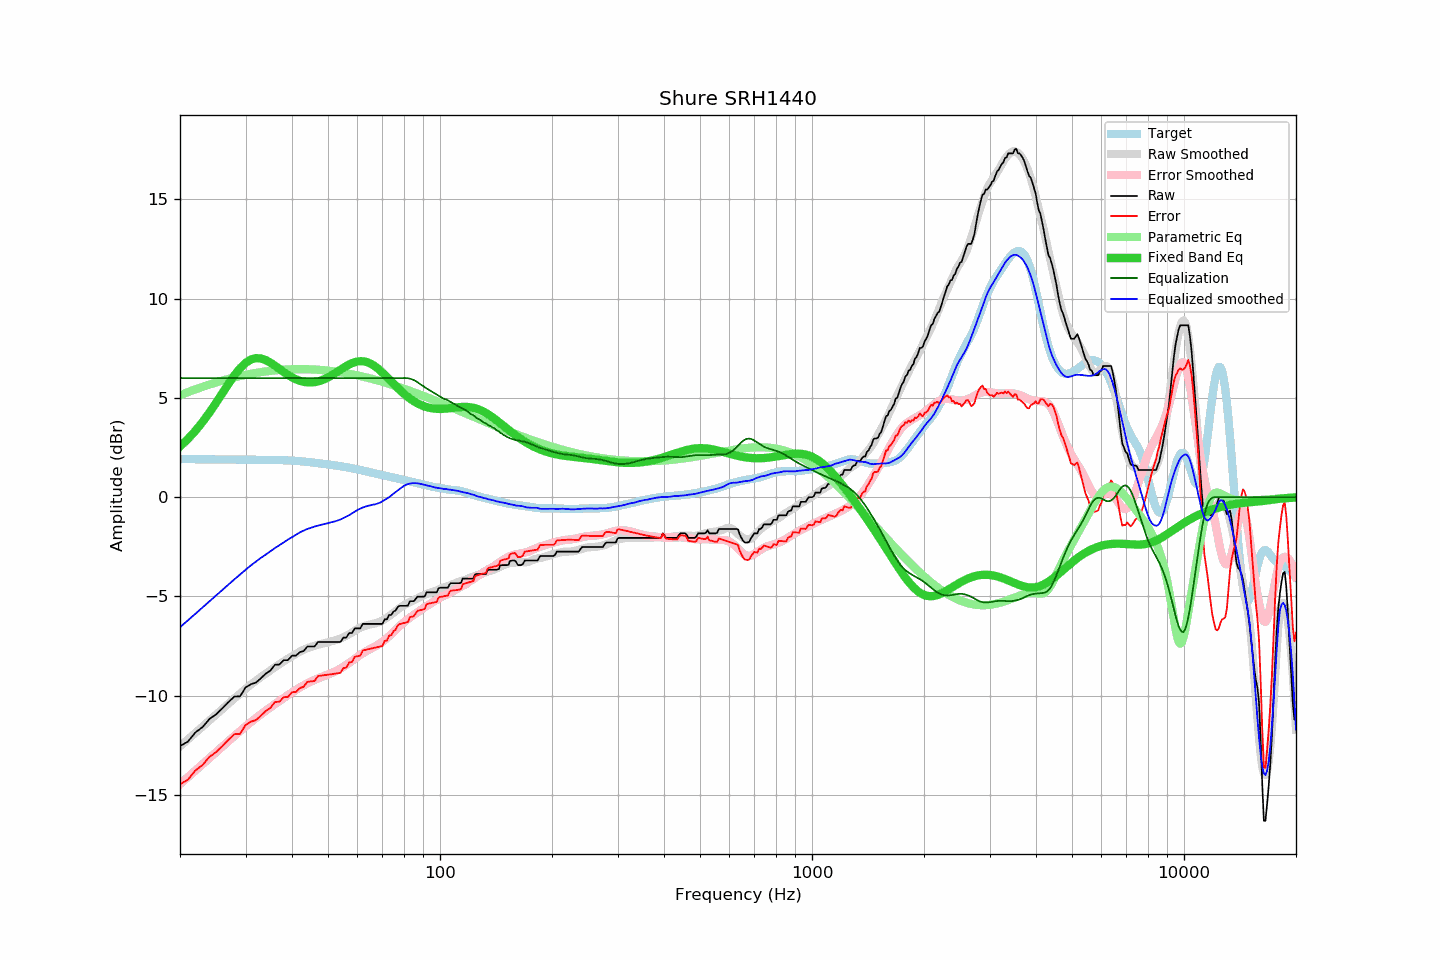 Shure SRH1440
Target
Raw Smoothed
Error Smoothed
Raw
Error
Parametric Eq
Fixed Band Eq
Equalization
Equalized smoothed
15
10
5
0
−5
−10
−15
Amplitude (dBr)
100
1000
10000
Frequency (Hz)